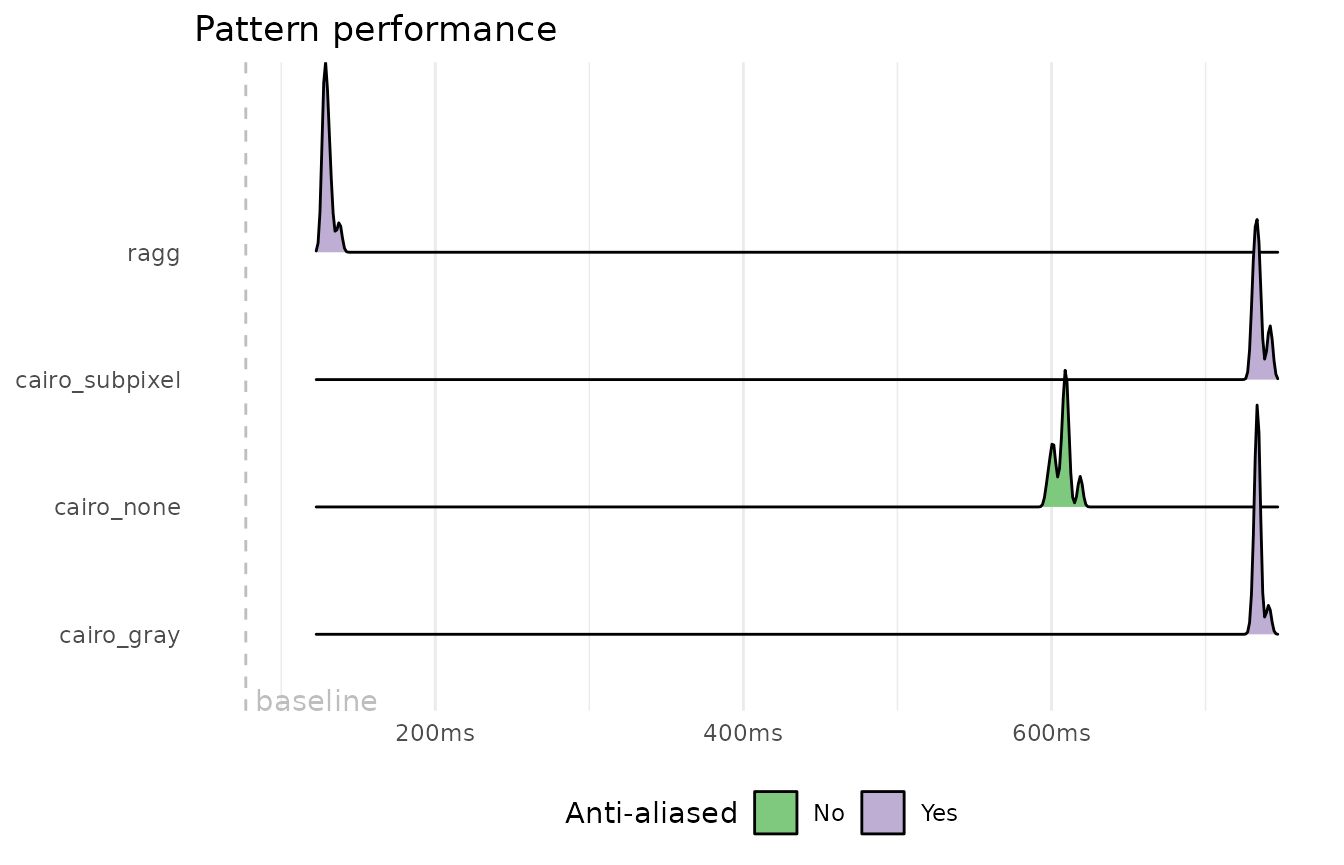 Pattern performance
ragg
cairo_subpixel
cairo_none
cairo_gray
baseline
200ms 400ms 600ms
Anti-aliased No Yes